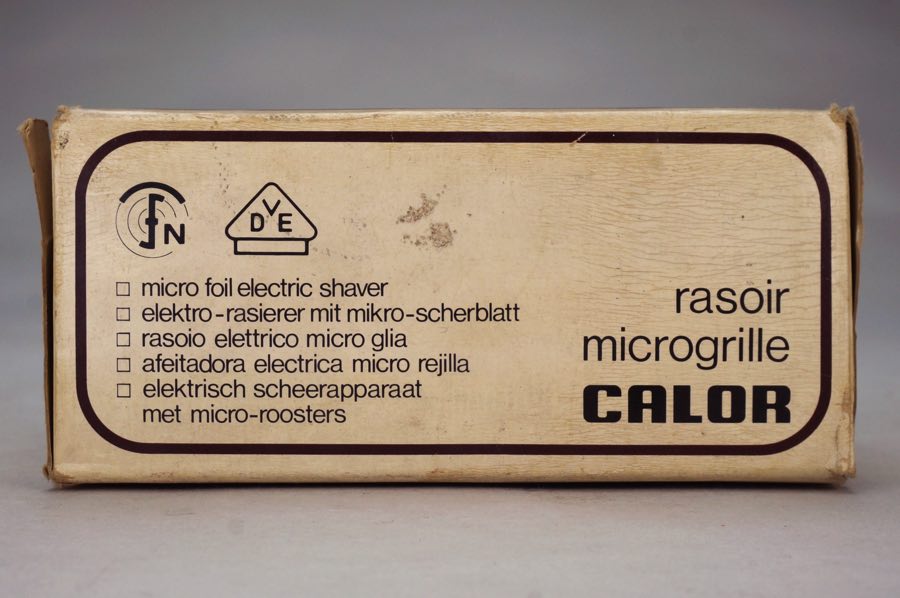 FN
DVE
□ micro foil electric shaver
□ elektro-rasierer mit mikro-scherblatt
□ rasoio elettrico micro glia
□ afeitadora electrica micro rejilla
□ elektrisch scheerapparaat
met micro-roosters
rasoir
microgrille
CALOR